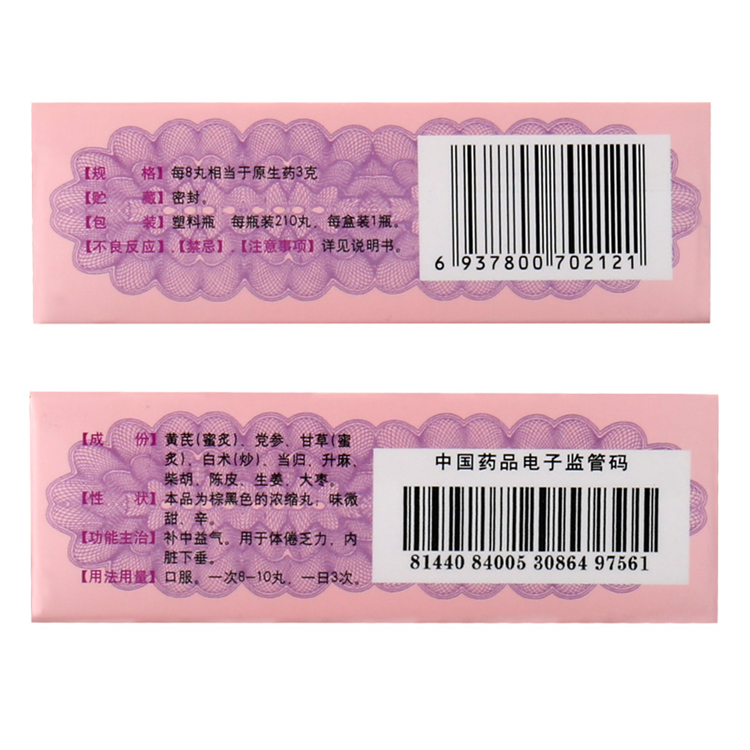 【规　　格】每8丸相当于原生药3克
【贮　　藏】密封。
【包　　装】塑料瓶　每瓶装210丸，每盒装1瓶。
【不良反应】、【禁忌】、【注意事项】详见说明书。
6 937800 702121
【成　　份】黄芪(蜜炙)、党参、甘草(蜜
炙)、白术(炒)、当归、升麻、
柴胡、陈皮、生姜、大枣。
【性　　状】本品为棕黑色的浓缩丸，味微
甜、辛。
【功能主治】补中益气。用于体倦乏力，内
脏下垂。
【用法用量】口服。一次8-10丸，一日3次。
中国药品电子监管码
81440 84005 30864 97561